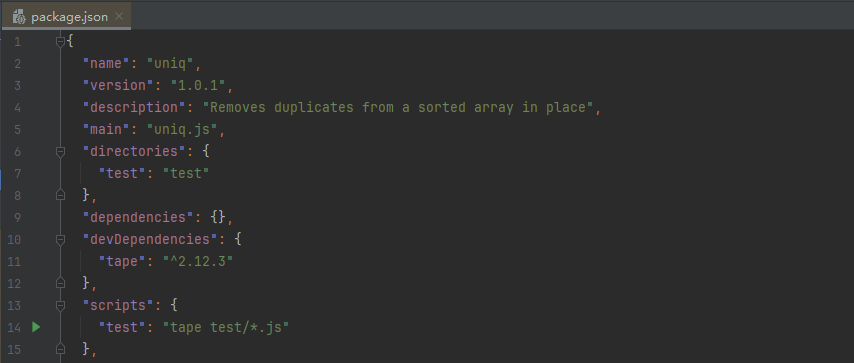 package.json
1 {
2 "name": "uniq",
3 "version": "1.0.1",
4 "description": "Removes duplicates from a sorted array in place",
5 "main": "uniq.js",
6 "directories": {
7 "test": "test"
8 },
9 "dependencies": {},
10 "devDependencies": {
11 "tape": "^2.12.3"
12 },
13 "scripts": {
14 "test": "tape test/*.js"
15 },